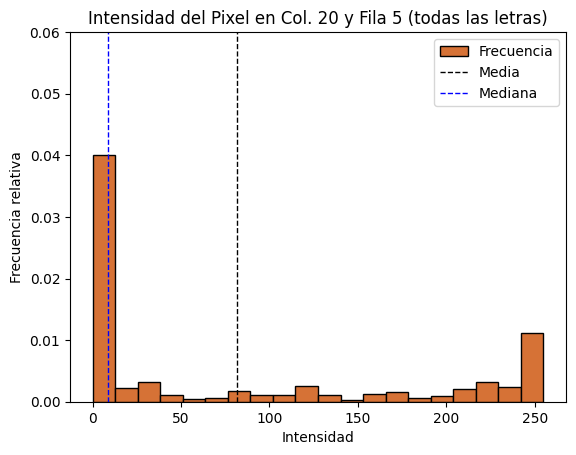 Intensidad del Pixel en Col. 20 y Fila 5 (todas las letras)
Frecuencia relativa
0.06
0.05
0.04
0.03
0.02
0.01
0.00
Frecuencia
Media
Mediana
0
50
100
150
200
250
Intensidad